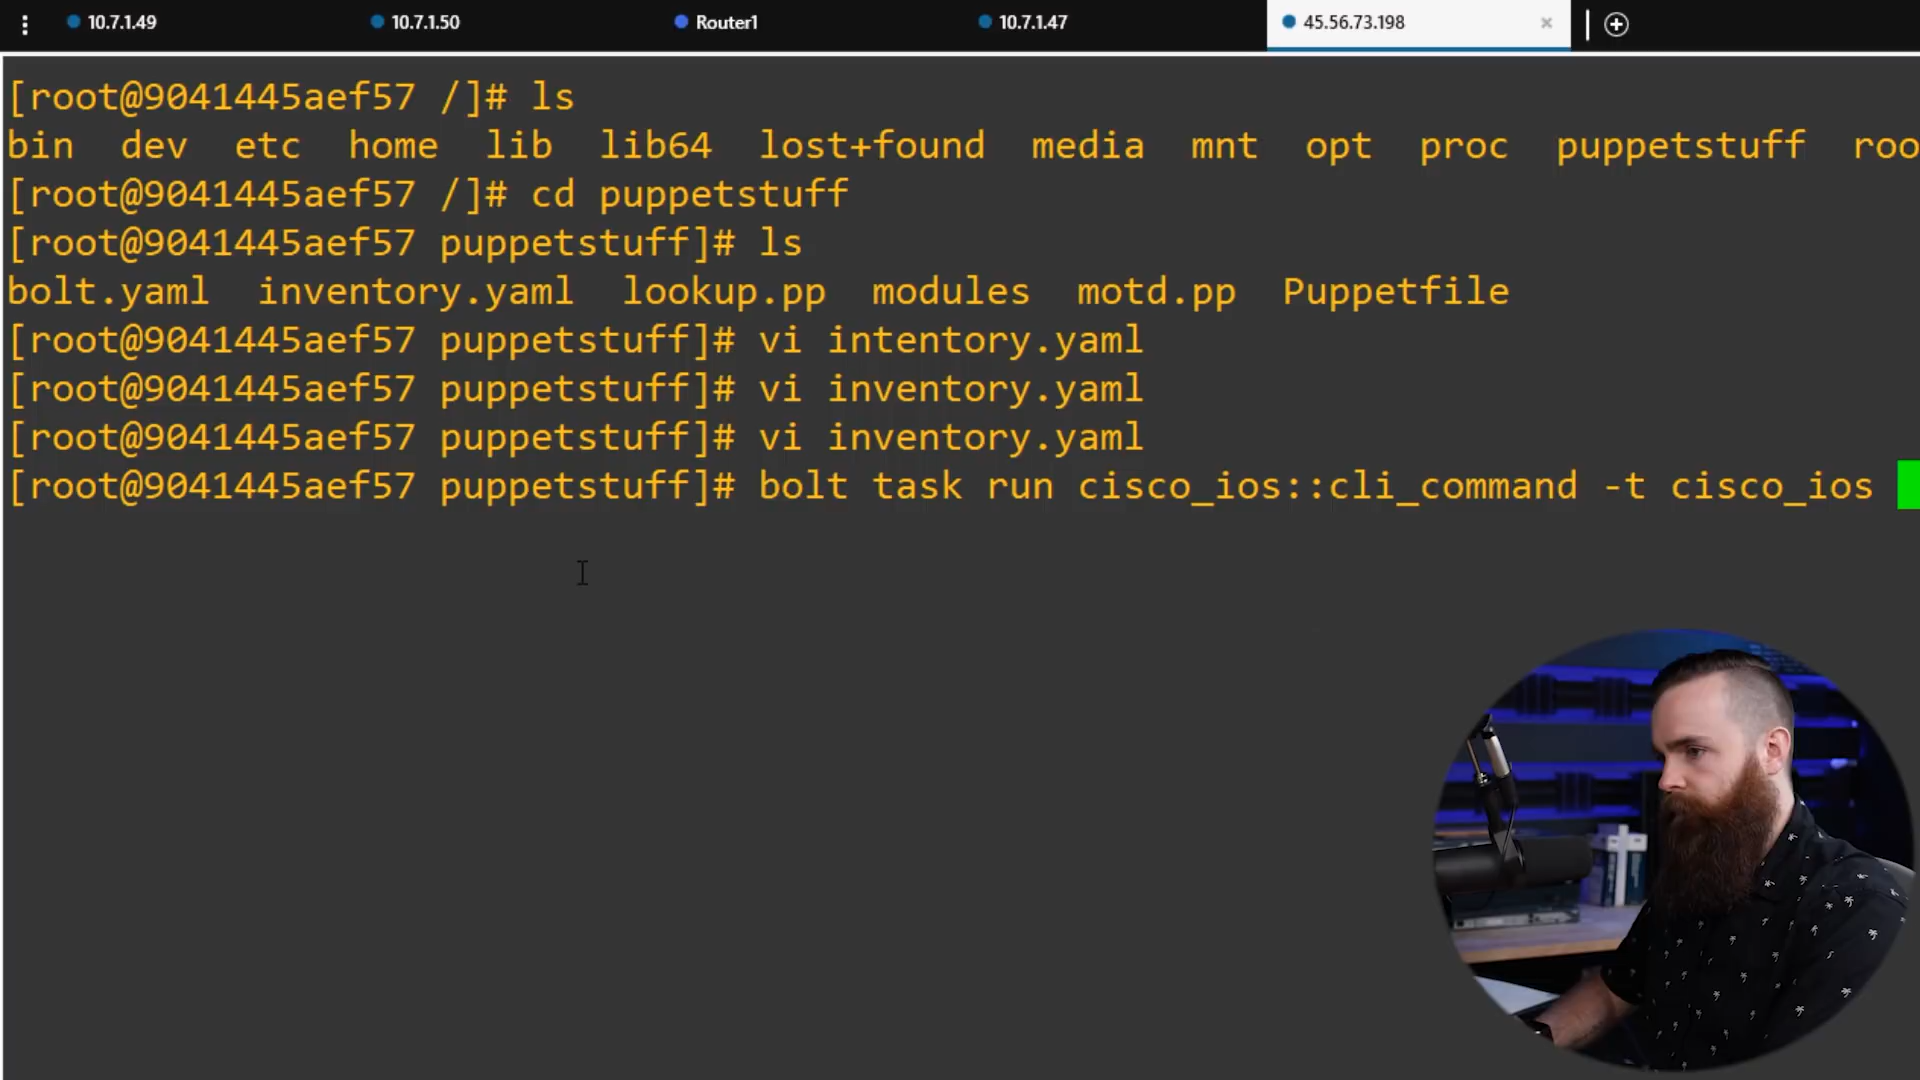 10.7.1.49 10.7.1.50 Router1 10.7.1.47 45.56.73.198
[root@9041445aef57 /]# ls
bin dev etc home lib lib64 lost+found media mnt opt proc puppetstuff roo
[root@9041445aef57 /]# cd puppetstuff
[root@9041445aef57 puppetstuff]# ls
bolt.yaml inventory.yaml lookup.pp modules motd.pp Puppetfile
[root@9041445aef57 puppetstuff]# vi intentory.yaml
[root@9041445aef57 puppetstuff]# vi inventory.yaml
[root@9041445aef57 puppetstuff]# vi inventory.yaml
[root@9041445aef57 puppetstuff]# bolt task run cisco_ios::cli_command -t cisco_ios